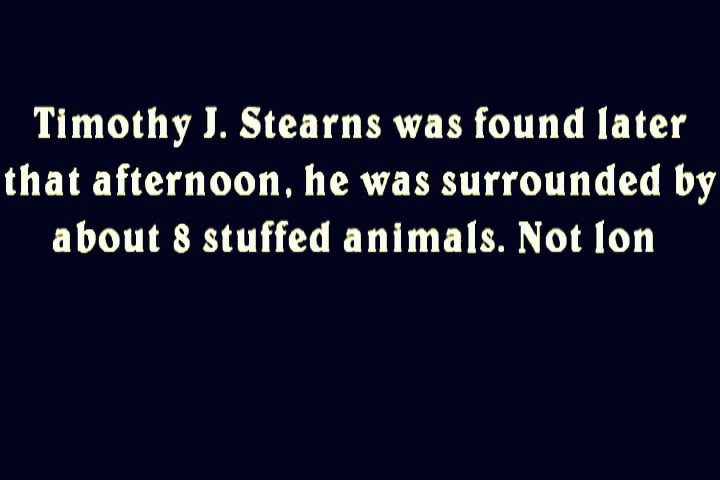 Timothy J. Stearns was found later
that afternoon, he was surrounded by
about 8 stuffed animals. Not lon